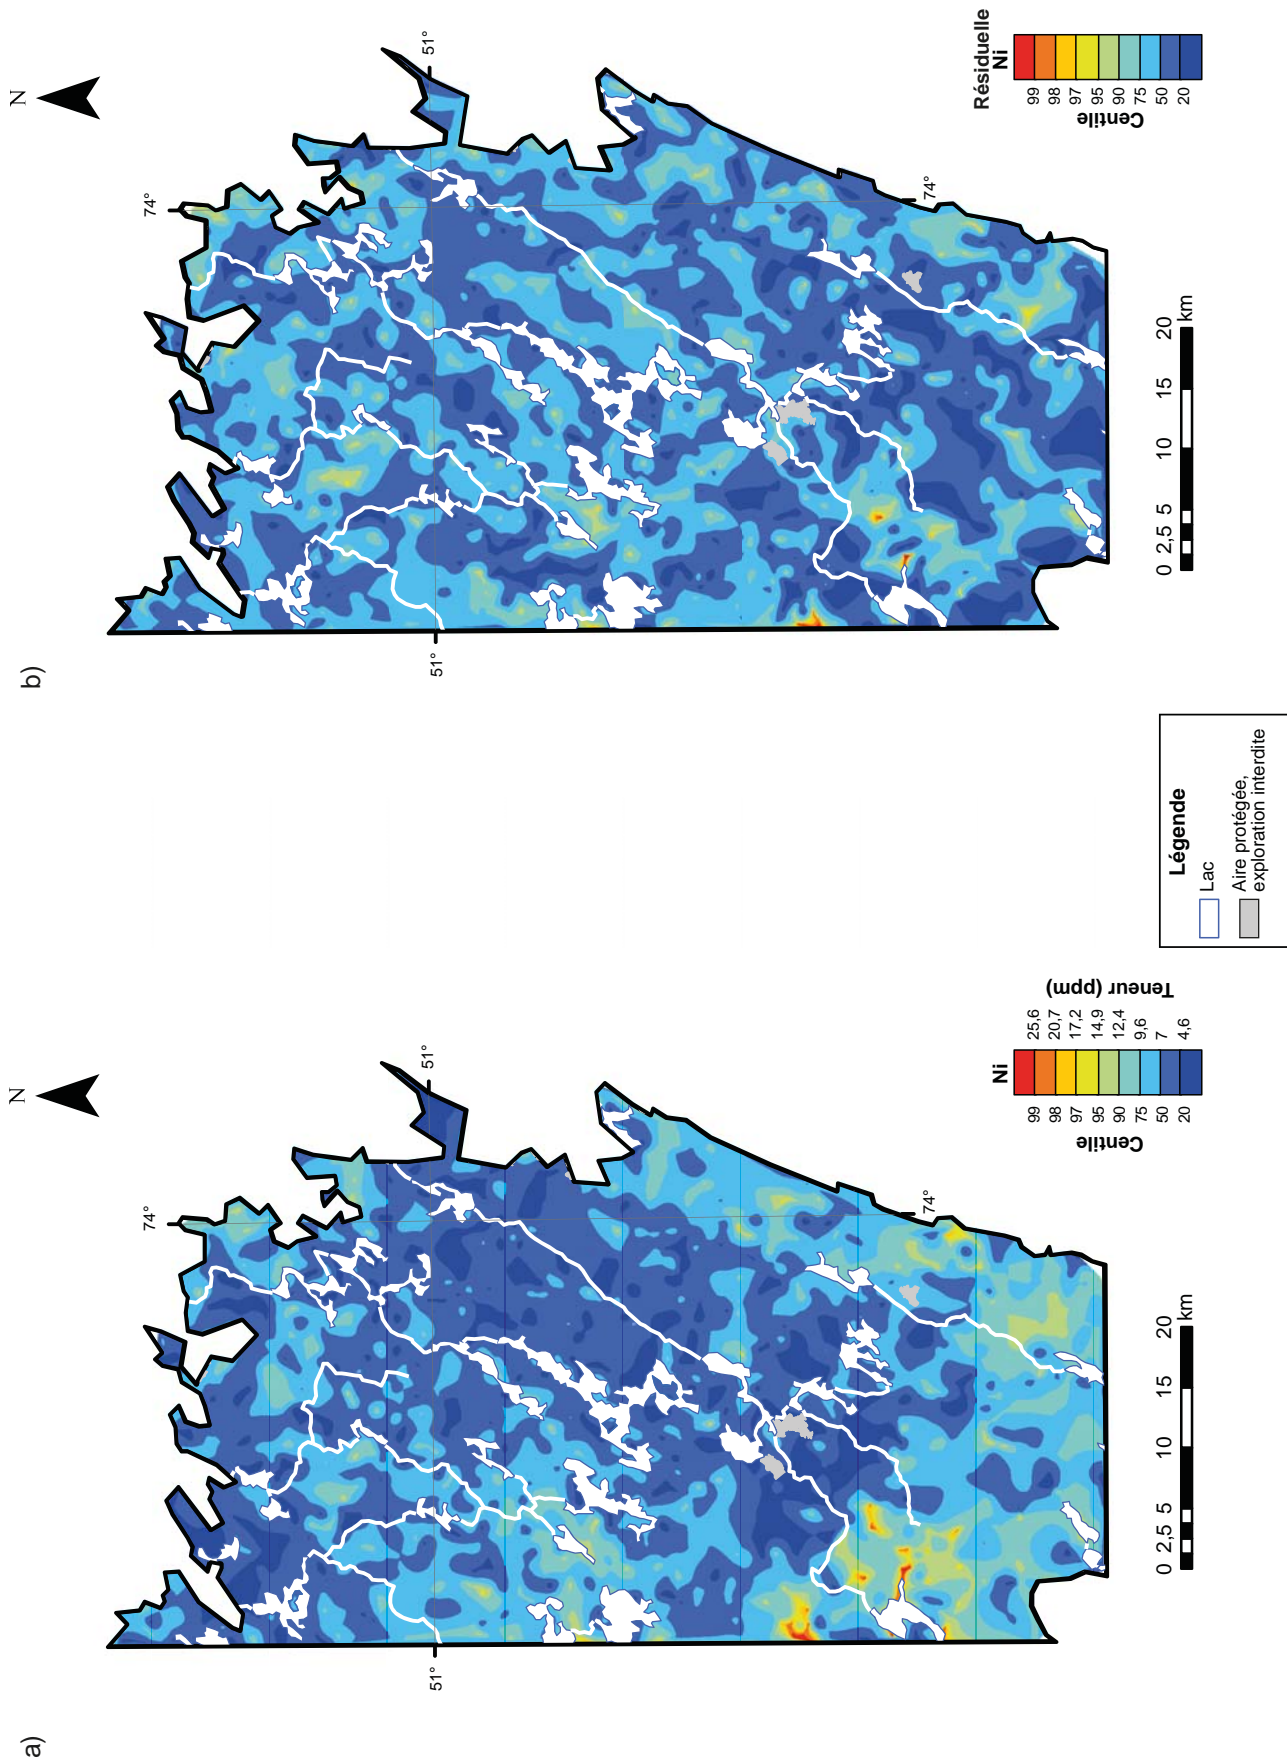 b)
N
74°
51°
51°
74°
Résiduelle
Ni
99
98
97
95
90
75
50
20
Centile
0 2,5 5 10 15 20
km
Légende
Lac
Aire protégée,
exploration interdite
a)
N
74°
51°
51°
74°
Ni
99 25,6
98 20,7
97 17,2
95 14,9
90 12,4
75 9,6
50 7
20 4,6
Centile
Teneur (ppm)
0 2,5 5 10 15 20
km